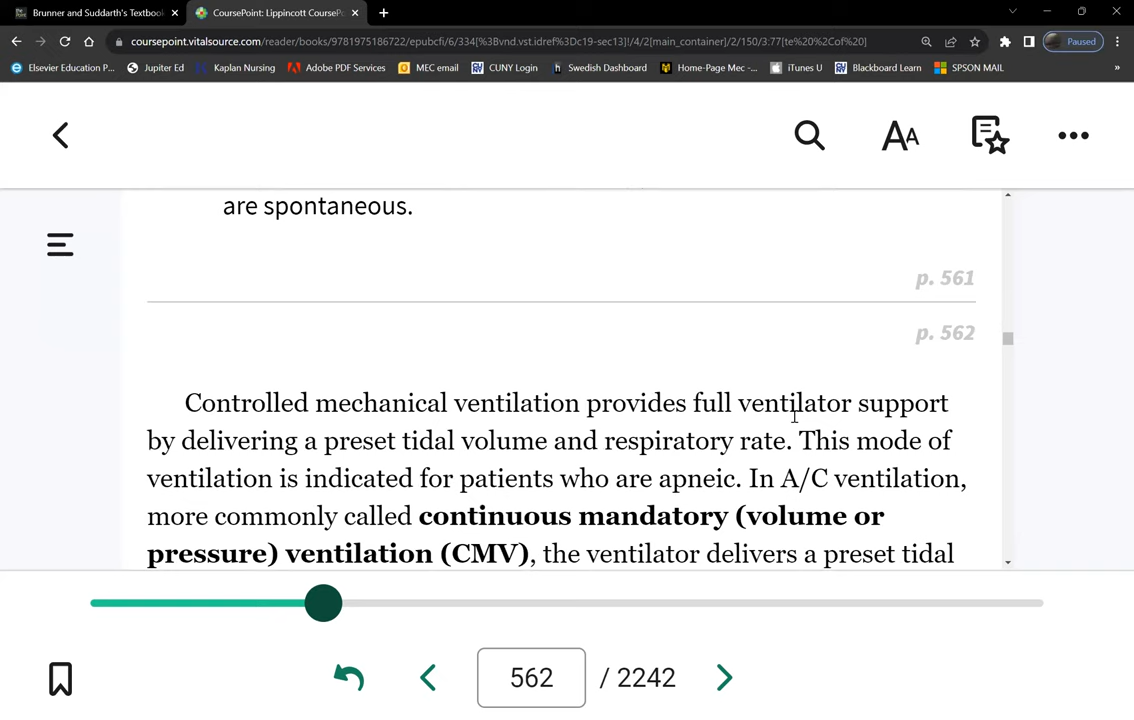 Brunner and Suddarth's Textbook
CoursePoint: Lippincott CoursePo
coursepoint.vitalsource.com/reader/books/9781975186722/epubcfi/6/334[%3Bvnd.vst.idref%3Dc19-sec13]!/4/2[main_container]/2/150/3:77[te%20%2Cof%20]
Paused
Elsevier Education P...
Jupiter Ed
Kaplan Nursing
Adobe PDF Services
MEC email
CUNY Login
Swedish Dashboard
Home-Page Mec -...
iTunes U
Blackboard Learn
SPSON MAIL
»
AA
are spontaneous.
p. 561
p. 562
Controlled mechanical ventilation provides full ventilator support
by delivering a preset tidal volume and respiratory rate. This mode of
ventilation is indicated for patients who are apneic. In A/C ventilation,
more commonly called continuous mandatory (volume or
pressure) ventilation (CMV), the ventilator delivers a preset tidal
562 / 2242